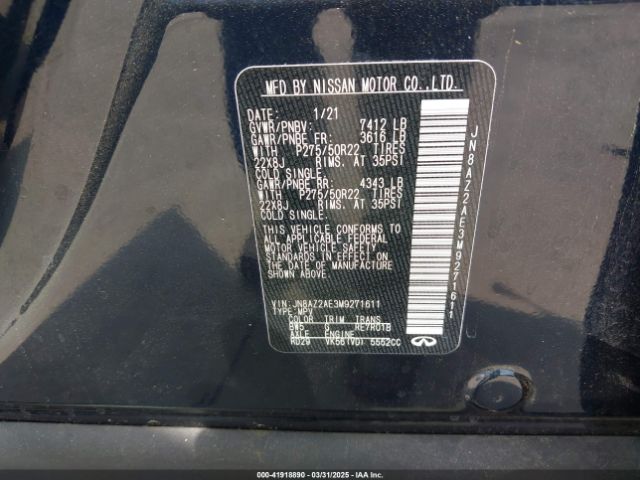 MFD BY NISSAN MOTOR CO.,LTD.
DATE: 1/21
GVWR/PNBV: 7412 LB
GAWR/PNBE FR: 3616 LB
WITH P275/50R22 TIRES
22X8J RIMS. AT 35PSI
COLD SINGLE.
GAWR/PNBE RR: 4343 LB
WITH P275/50R22 TIRES
22X8J RIMS. AT 35PSI
COLD SINGLE.
THIS VEHICLE CONFORMS TO
ALL APPLICABLE FEDERAL
MOTOR VEHICLE SAFETY
STANDARDS IN EFFECT ON
THE DATE OF MANUFACTURE
SHOWN ABOVE.
VIN: JN8AZ2AE3M9271611
TYPE: MPV
COLOR TRIM TRANS
BW5 G RE7R01B
AXLE ENGINE
RD29 VK56(VD) 5552CC
JN8AZ2AE3M9271611
000-41918890 - 03/31/2025 - IAAI.com